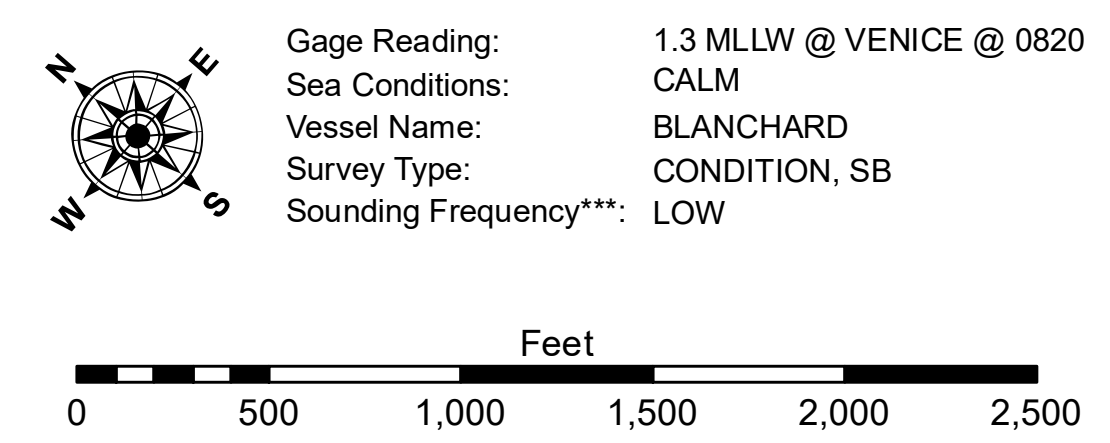 N E
W S
Gage Reading: 1.3 MLLW @ VENICE @ 0820
Sea Conditions: CALM
Vessel Name: BLANCHARD
Survey Type: CONDITION, SB
Sounding Frequency***: LOW
Feet
0 500 1,000 1,500 2,000 2,500